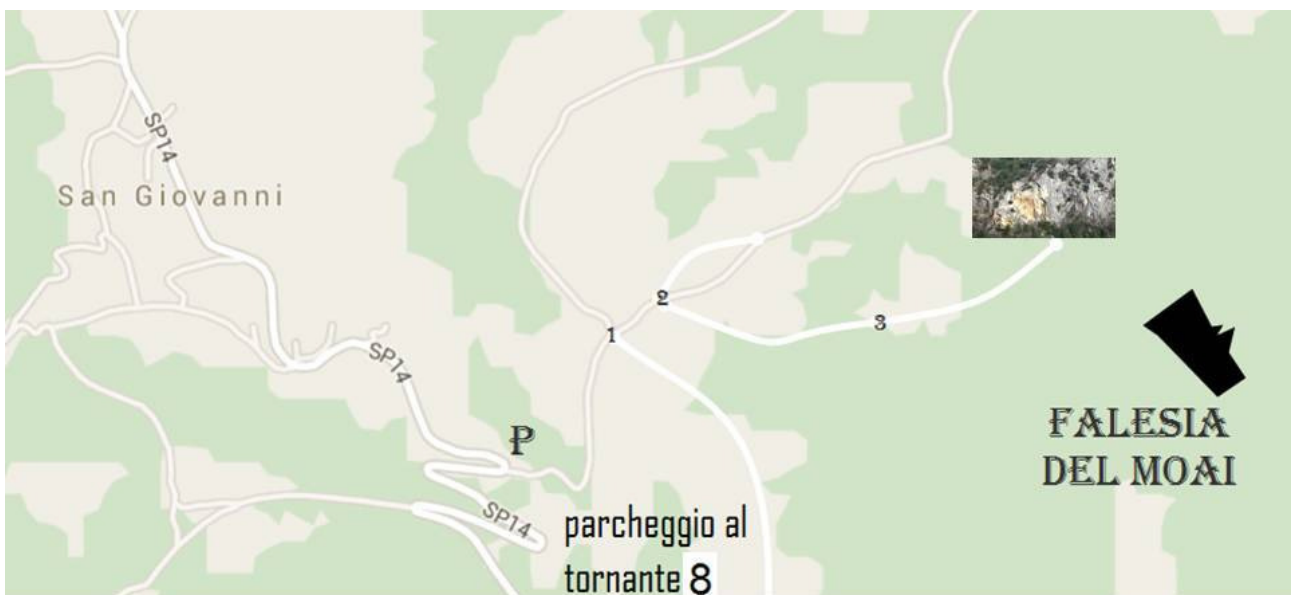 SP14
San Giovanni
2
3
1
SP14
P
FALESIA
DEL MOAI
SP14
parcheggio al
tornante 8